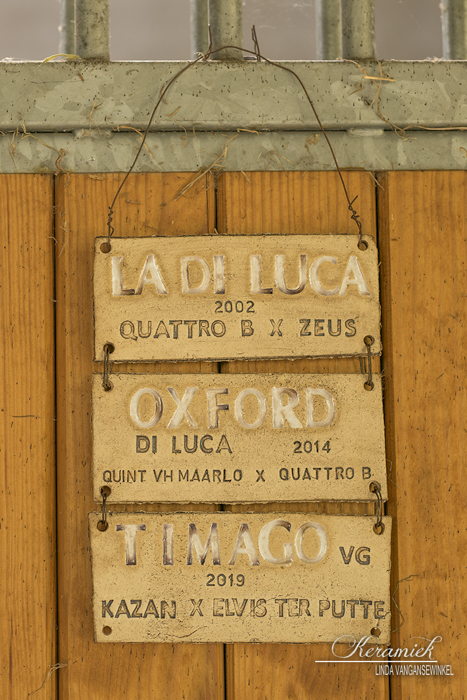 LA DI LUCA
2002
QUATTRO B X ZEUS
OXFORD
DI LUCA 2014
QUINT VH MAARLO X QUATTRO B
TIMAGO VG
2019
KAZAN X ELVIS TER PUTTE
Keramiek
LINDA VANGANSEWINKEL